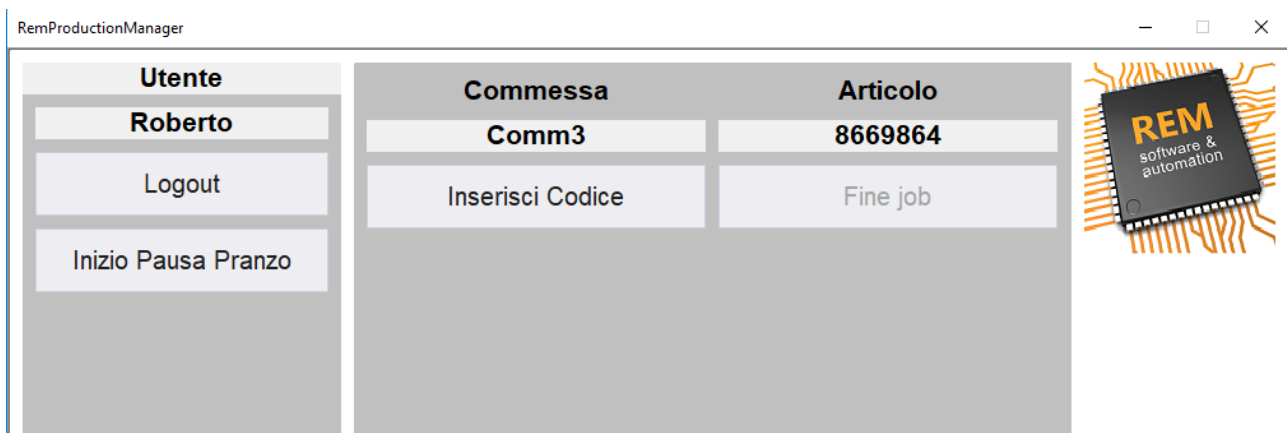 RemProductionManager
Utente
Roberto
Logout
Inizio Pausa Pranzo
Commessa
Articolo
Comm3
8669864
Inserisci Codice
Fine job
REM
software &
automation